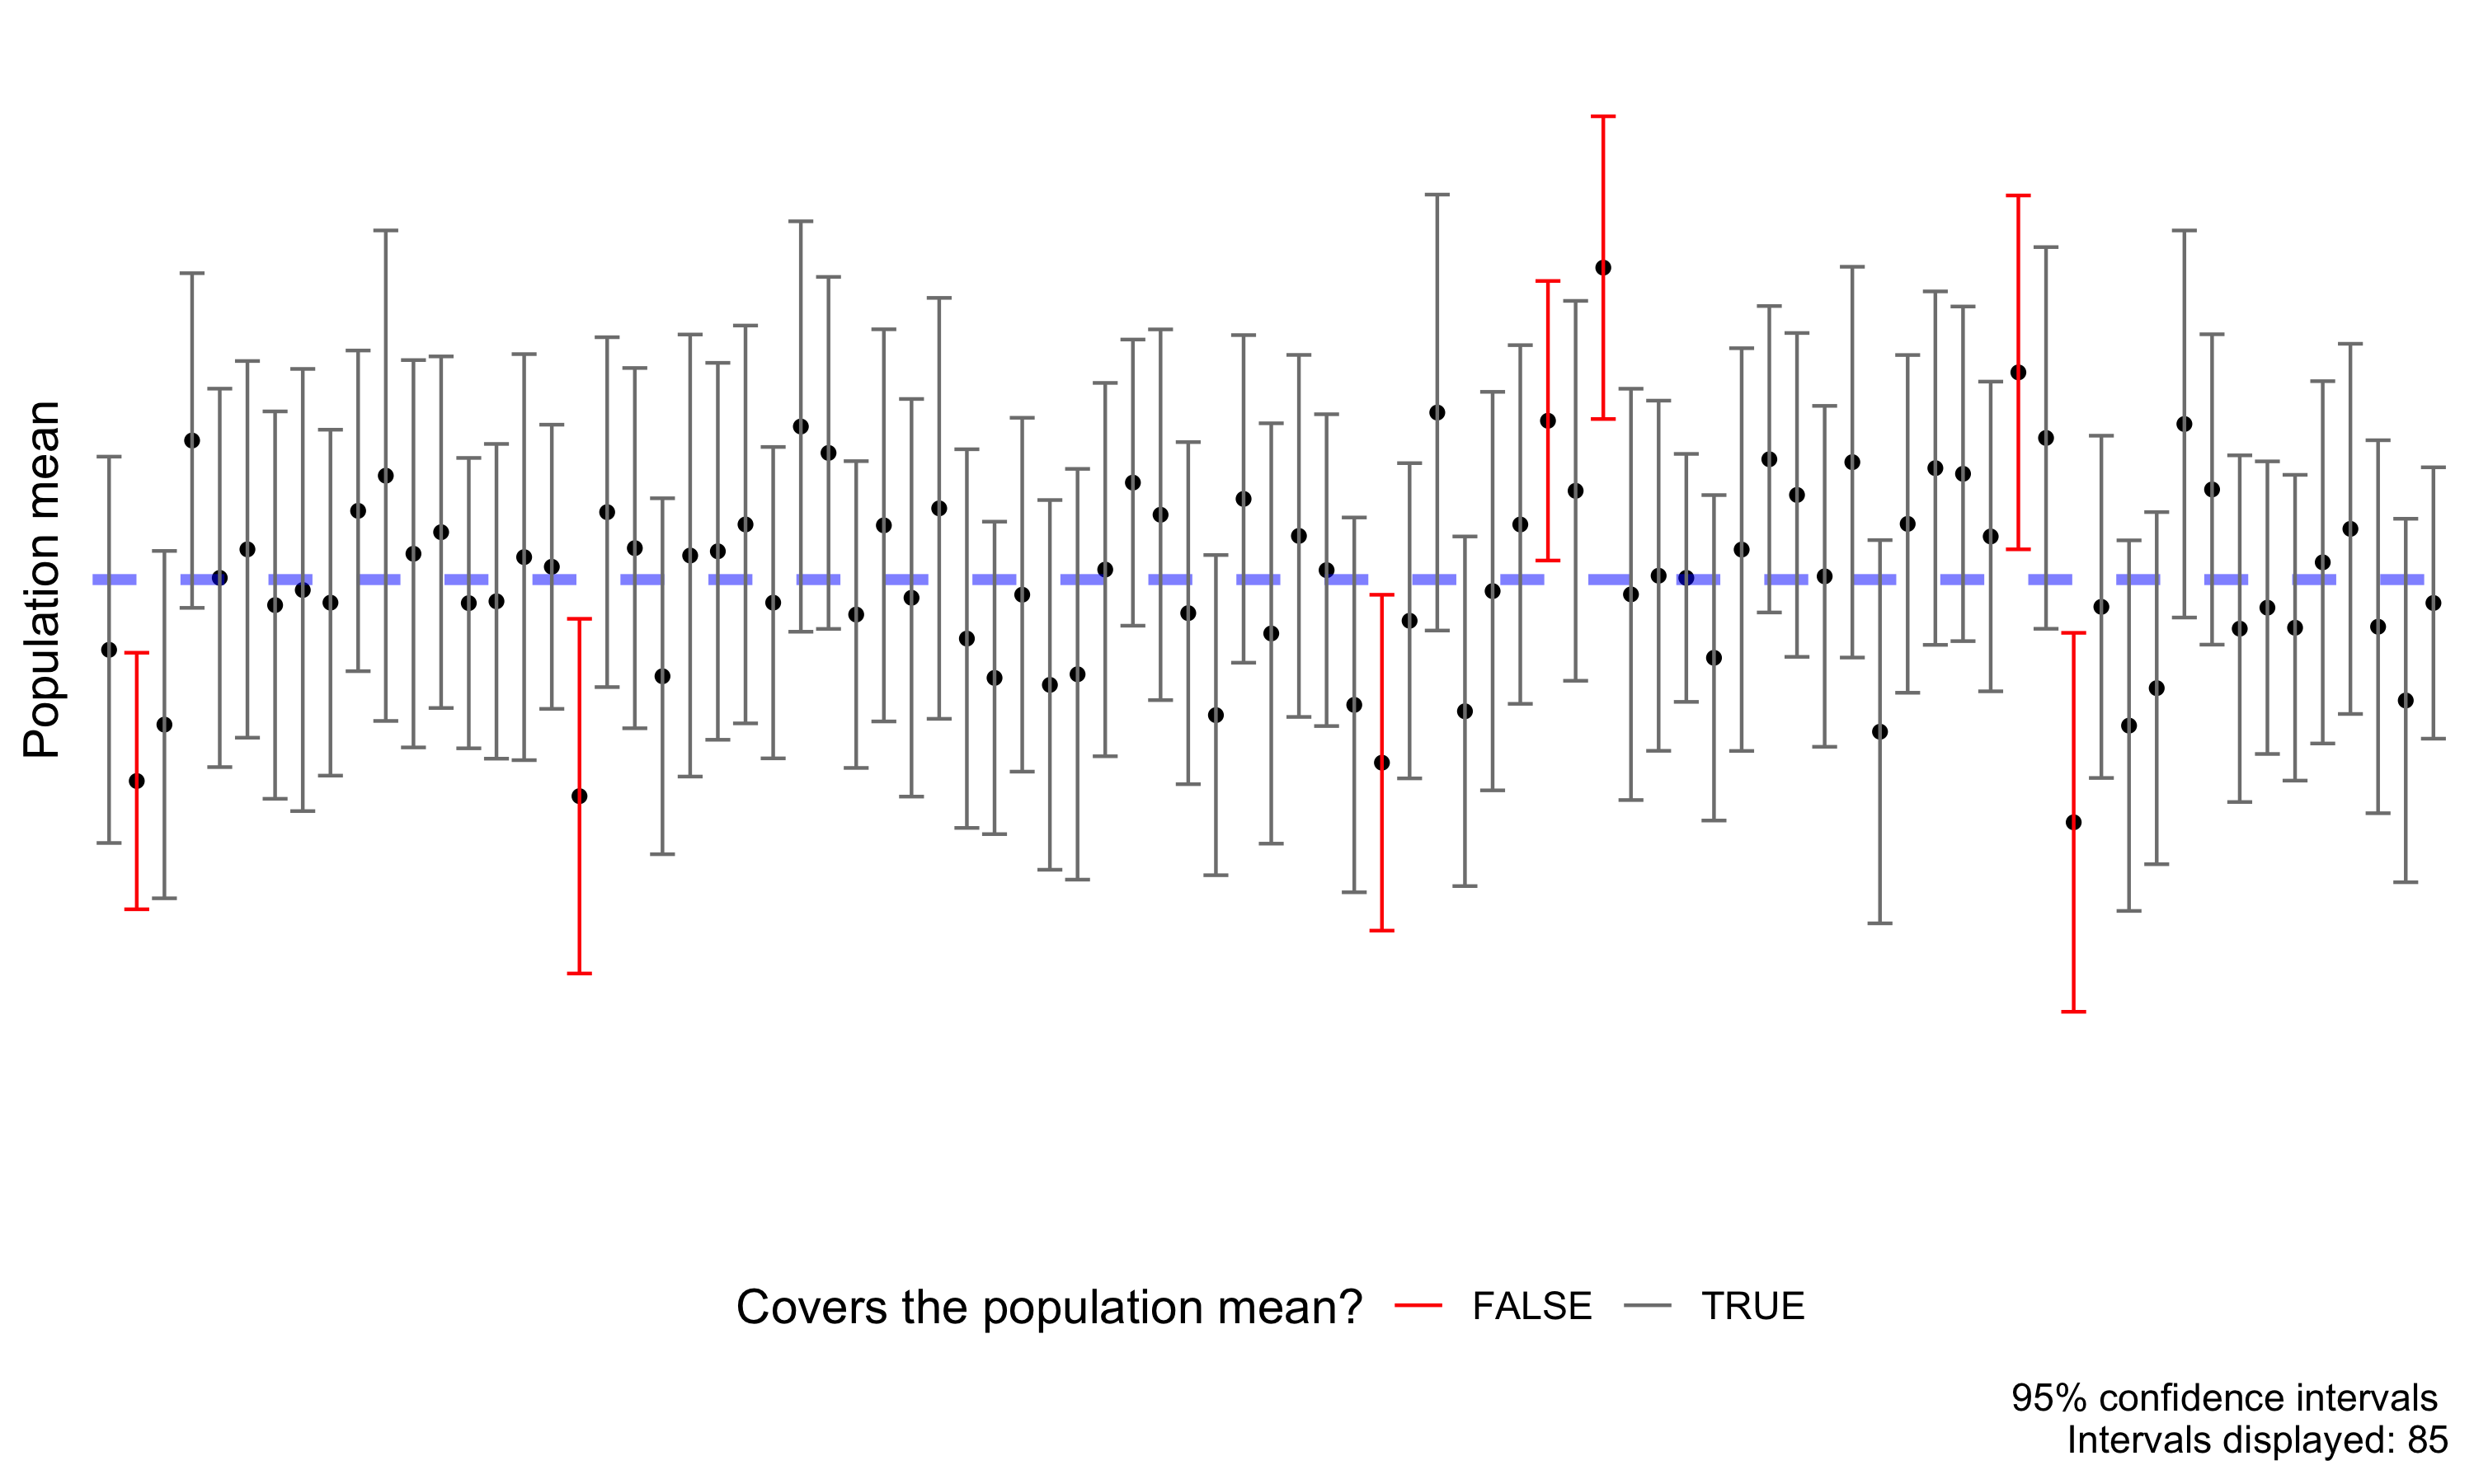 Population mean
Covers the population mean? FALSE TRUE
95% confidence intervals
Intervals displayed: 85